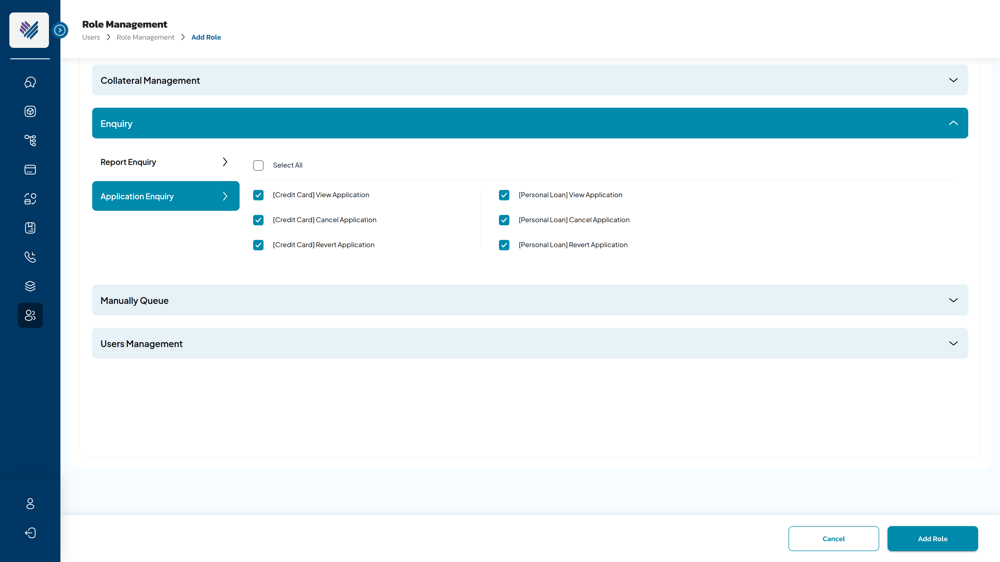 Role Management
Users > Role Management > Add Role
Collateral Management
Enquiry
Report Enquiry
Select All
Application Enquiry
[Credit Card] View Application
[Personal Loan] View Application
[Credit Card] Cancel Application
[Personal Loan] Cancel Application
[Credit Card] Revert Application
[Personal Loan] Revert Application
Manually Queue
Users Management
Cancel
Add Role